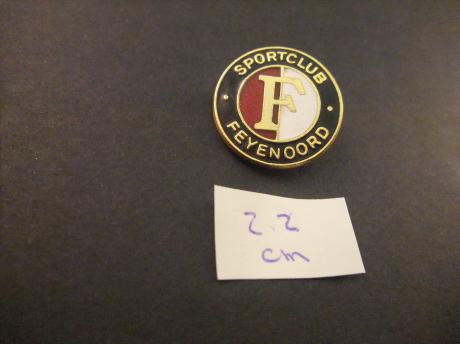 SPORTCLUB
F
FEYENOORD
2.2
cm